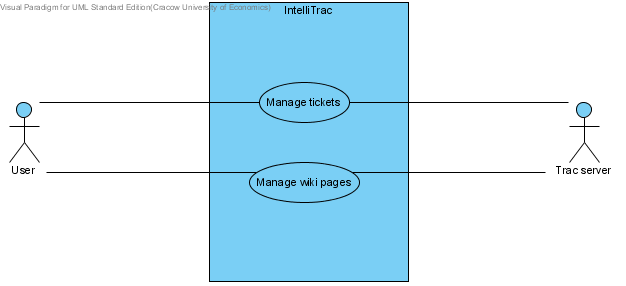 Visual Paradigm for UML Standard Edition(Cracow University of Economics)
IntelliTrac
Manage tickets
User
Trac server
Manage wiki pages